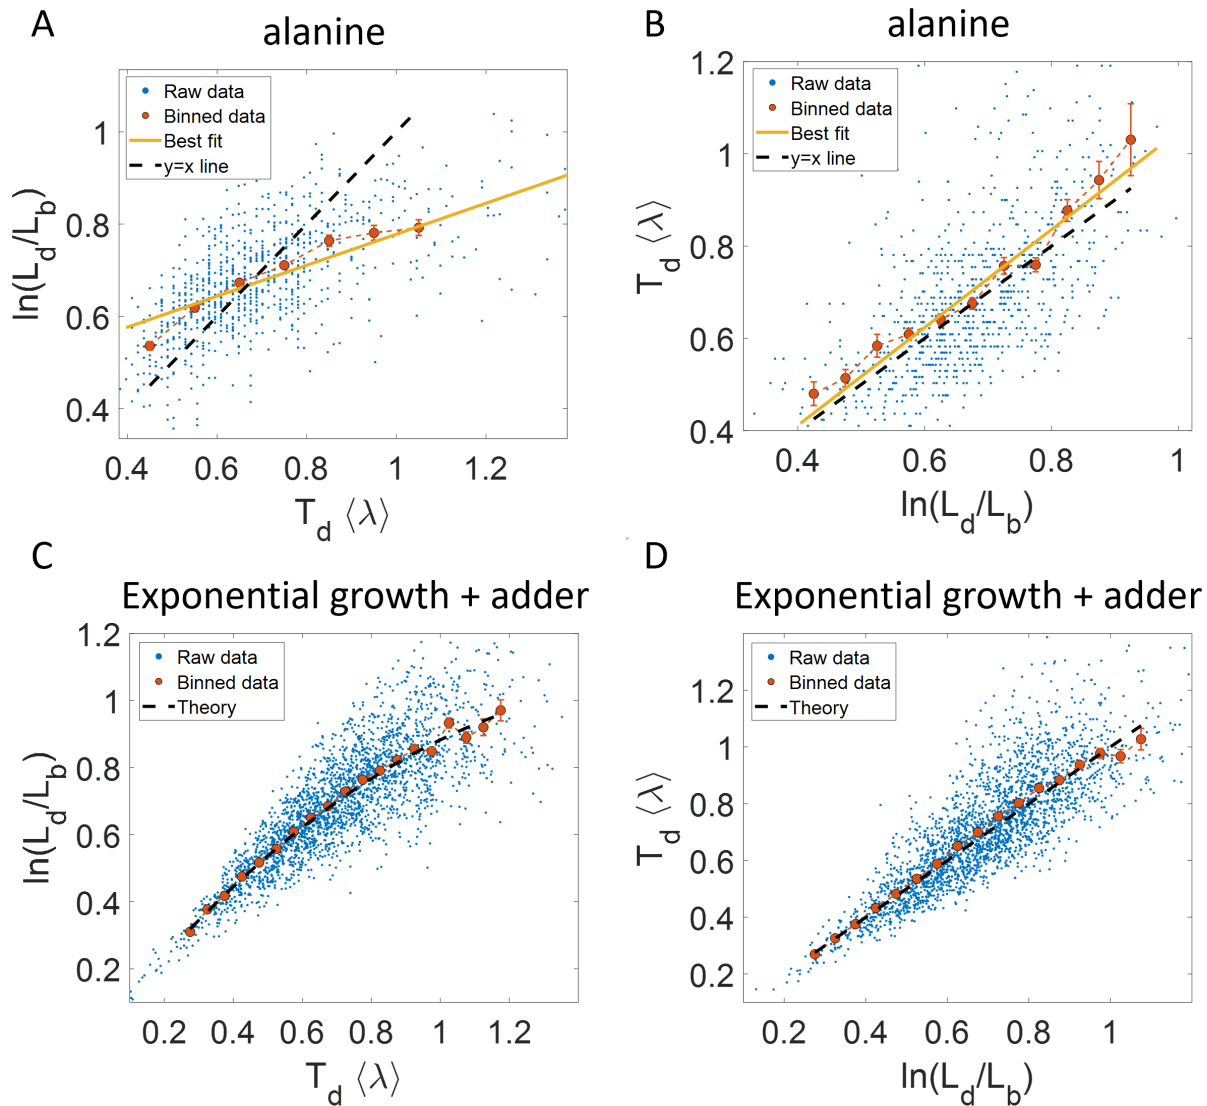 A
alanine
Raw data
Binned data
Best fit
y=x line
1
0.8
0.6
0.4
0.4
0.6
0.8
1
1.2
ln(L_d/L_b)
T_d ⟨λ⟩
B
alanine
Raw data
Binned data
Best fit
y=x line
1.2
1
0.8
0.6
0.4
0.4
0.6
0.8
1
T_d ⟨λ⟩
ln(L_d/L_b)
C
Exponential growth + adder
Raw data
Binned data
Theory
1.2
1
0.8
0.6
0.4
0.2
0.2
0.4
0.6
0.8
1
1.2
ln(L_d/L_b)
T_d ⟨λ⟩
D
Exponential growth + adder
Raw data
Binned data
Theory
1.2
1
0.8
0.6
0.4
0.2
0.2
0.4
0.6
0.8
1
T_d ⟨λ⟩
ln(L_d/L_b)